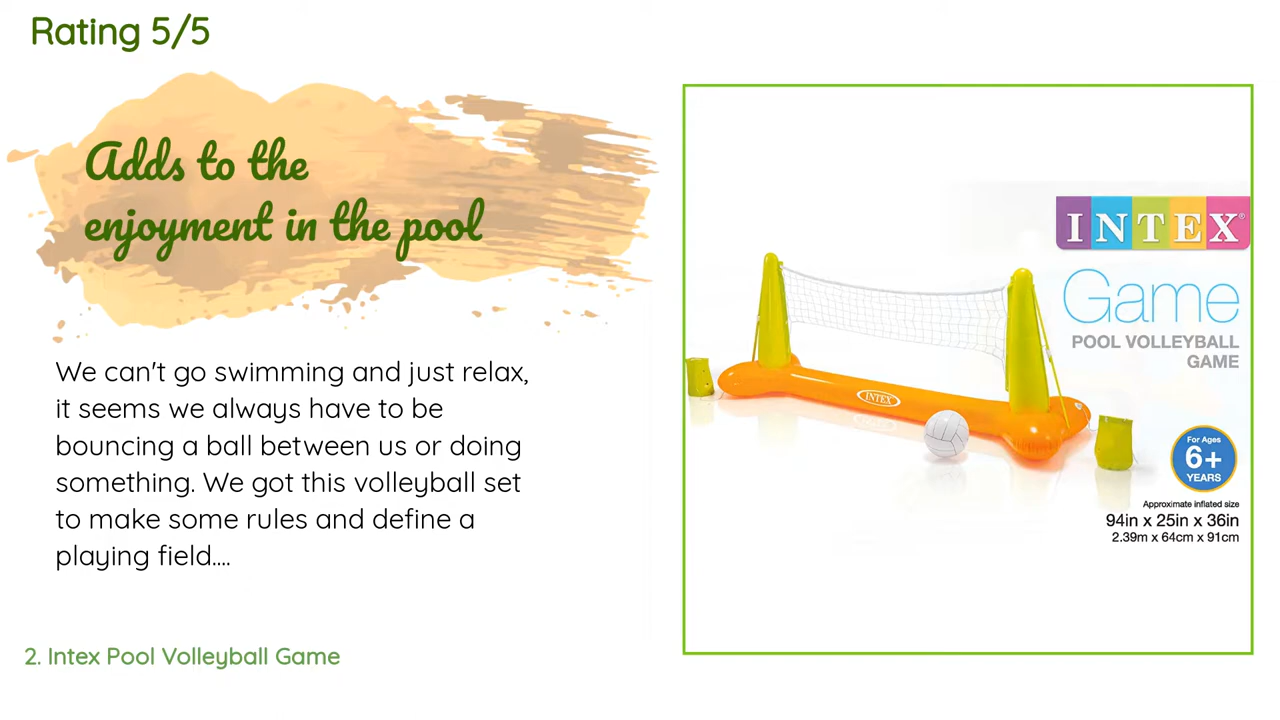 Rating 5/5
Adds to the
enjoyment in the pool
We can't go swimming and just relax,
it seems we always have to be
bouncing a ball between us or doing
something. We got this volleyball set
to make some rules and define a
playing field....
2. Intex Pool Volleyball Game
INTEX®
Game
POOL VOLLEYBALL
GAME
INTEX
For Ages
6+
YEARS
Approximate inflated size
94in x 25in x 36in
2.39m x 64cm x 91cm